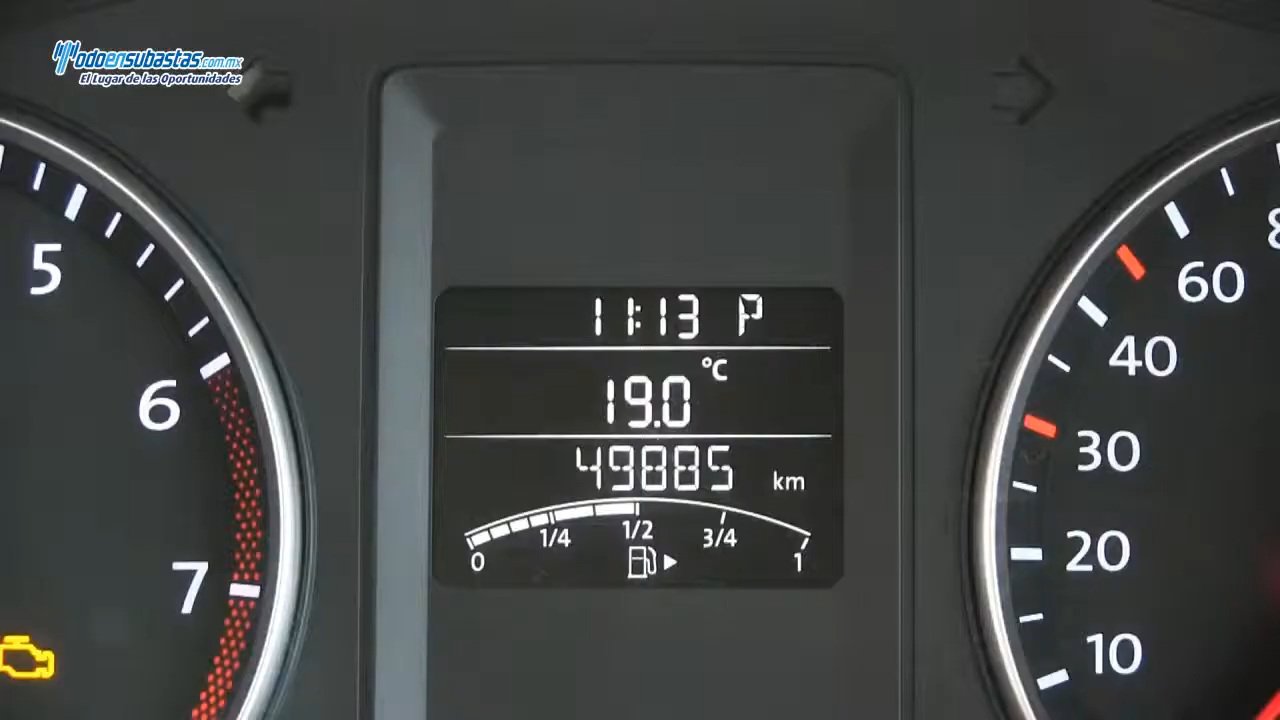 Todoensubastas.com.mx
El Lugar de las Oportunidades
5
6
7
11:13 P
°C
19.0
49885 km
0 1/4 1/2 3/4 1
8
60
40
30
20
10